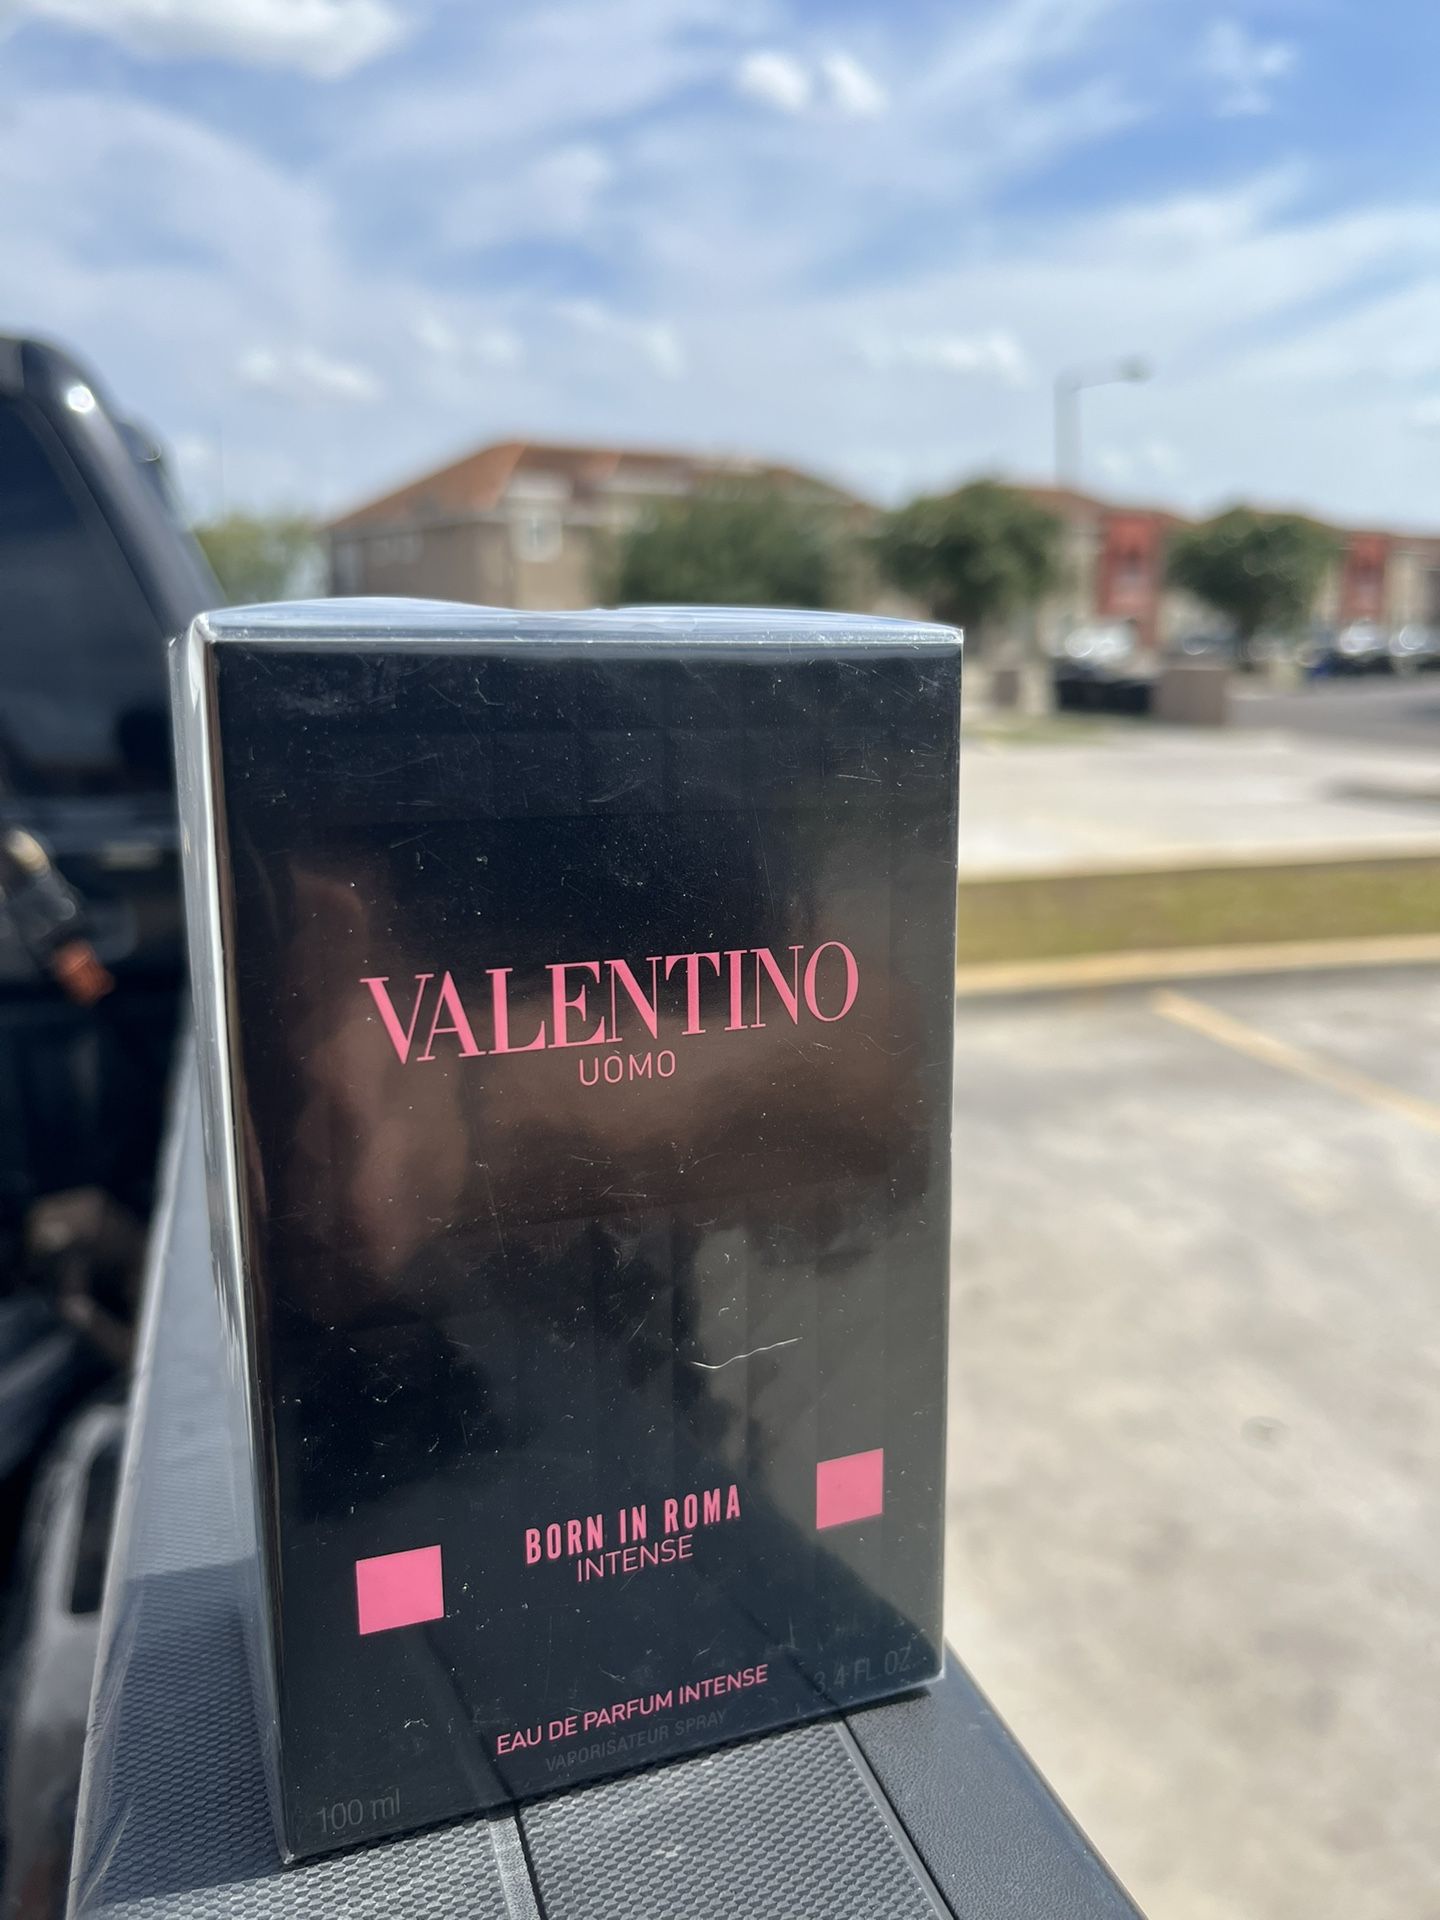 VALENTINO
UOMO
BORN IN ROMA
INTENSE
EAU DE PARFUM INTENSE
VAPORISATEUR SPRAY
100 ml 3.4 FL.OZ.